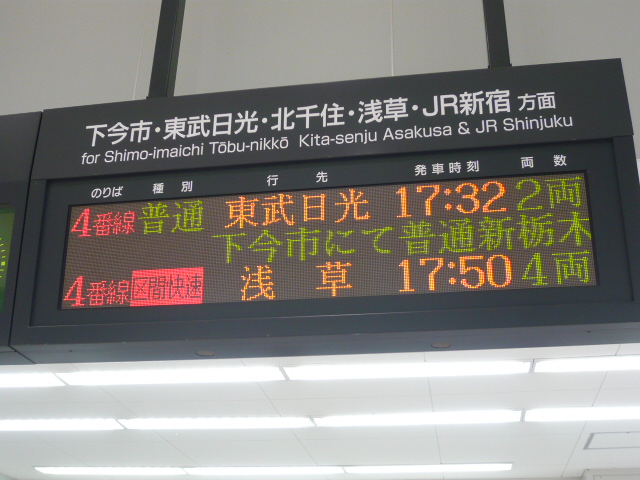 下今市・東武日光・北千住・浅草・JR新宿 方面
for Shimo-imaichi Tōbu-nikkō Kita-senju Asakusa & JR Shinjuku
のりば 種別 行先 発車時刻 両数
4番線 普通 東武日光 17:32 2両
下今市にて普通新栃木
4番線 区間快速 浅草 17:50 4両